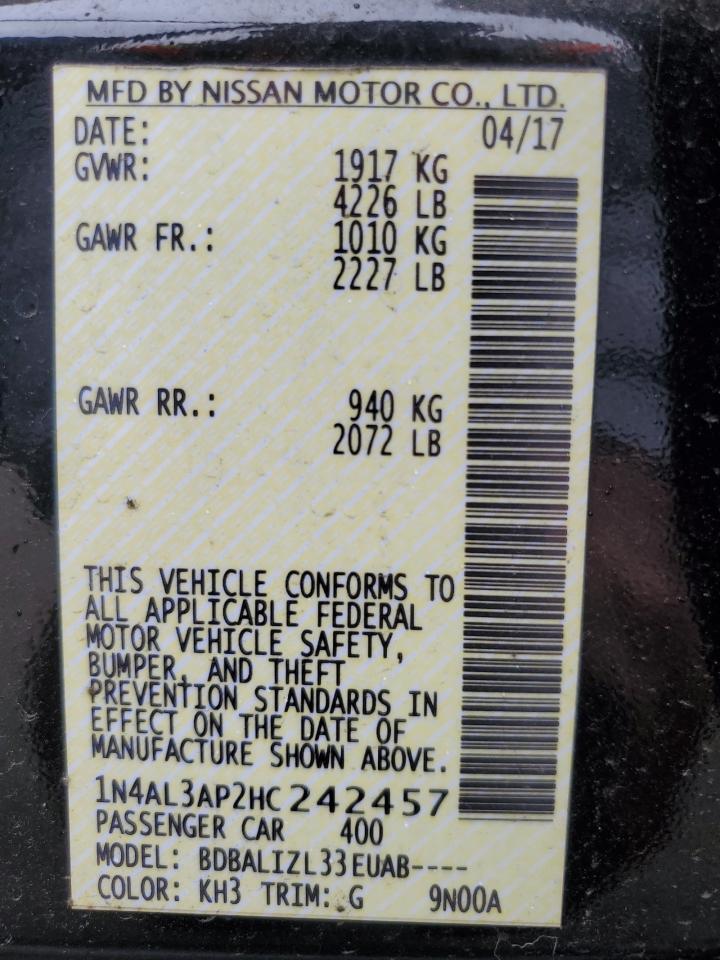 MFD BY NISSAN MOTOR CO., LTD.
DATE: 04/17
GVWR: 1917 KG
4226 LB
GAWR FR.: 1010 KG
2227 LB
GAWR RR.: 940 KG
2072 LB
THIS VEHICLE CONFORMS TO
ALL APPLICABLE FEDERAL
MOTOR VEHICLE SAFETY,
BUMPER, AND THEFT
PREVENTION STANDARDS IN
EFFECT ON THE DATE OF
MANUFACTURE SHOWN ABOVE.
1N4AL3AP2HC242457
PASSENGER CAR 400
MODEL: BDBALIZL33EUAB----
COLOR: KH3 TRIM: G 9N00A